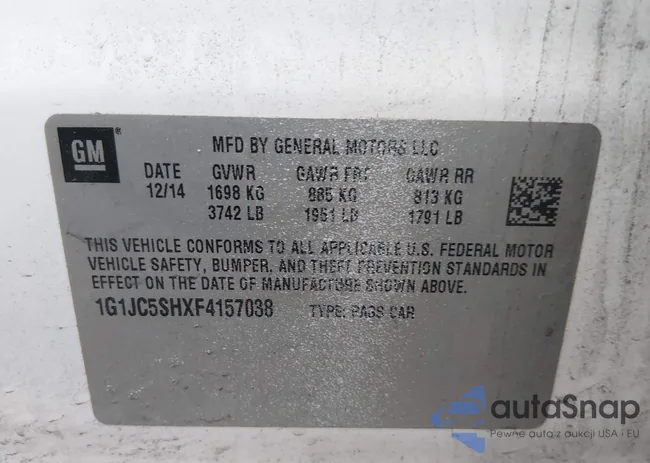 GM
MFD BY GENERAL MOTORS LLC
DATE GVWR GAWR FRT GAWR RR
12/14 1698 KG 885 KG 813 KG
3742 LB 1951 LB 1791 LB
THIS VEHICLE CONFORMS TO ALL APPLICABLE U.S. FEDERAL MOTOR
VEHICLE SAFETY, BUMPER, AND THEFT PREVENTION STANDARDS IN
EFFECT ON THE DATE OF MANUFACTURE SHOWN ABOVE.
1G1JC5SHXF4157038 TYPE: PASS CAR
autoSnap
Pewne auta z aukcji USA i EU